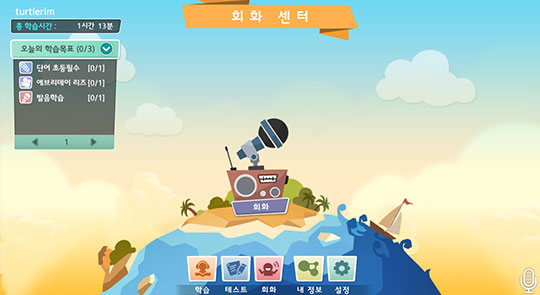 turtlerim
총 학습시간 : 1시간 13분
회화 센터
오늘의 학습목표 (0/3)
단어 초등필수 [0/1]
에브리데이 리즈 [0/1]
발음학습 [0/1]
1
회화
학습 테스트 회화 내 정보 설정